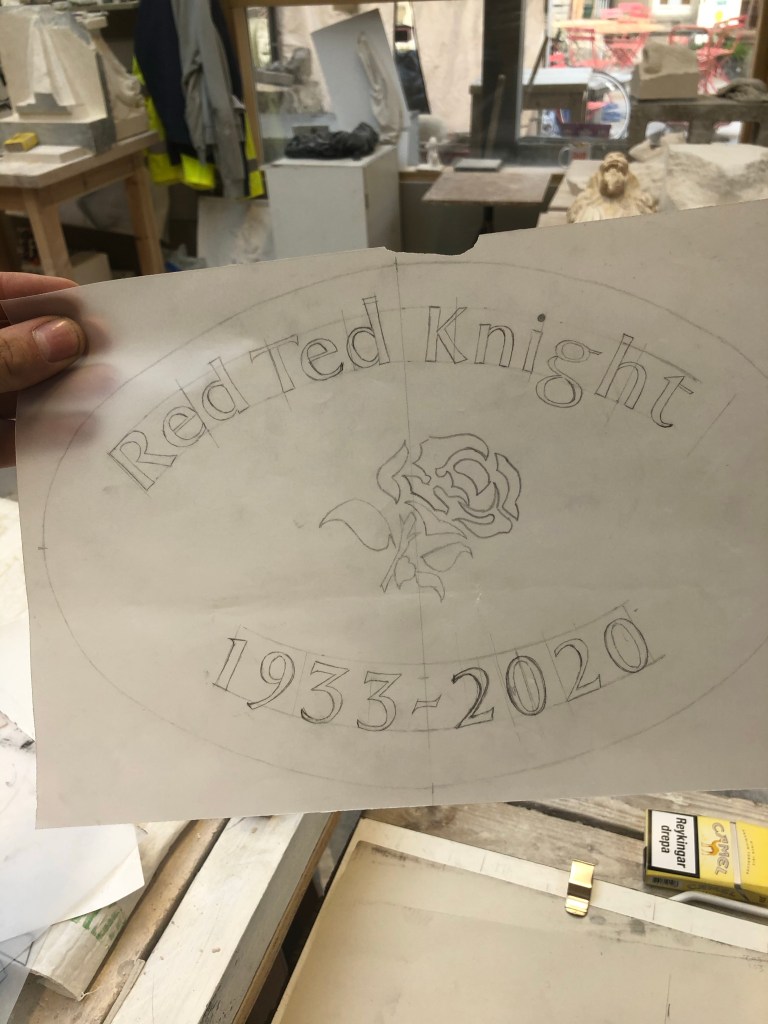 Red Ted Knight
1933-2020
Reykingar
drepa
CAMEL